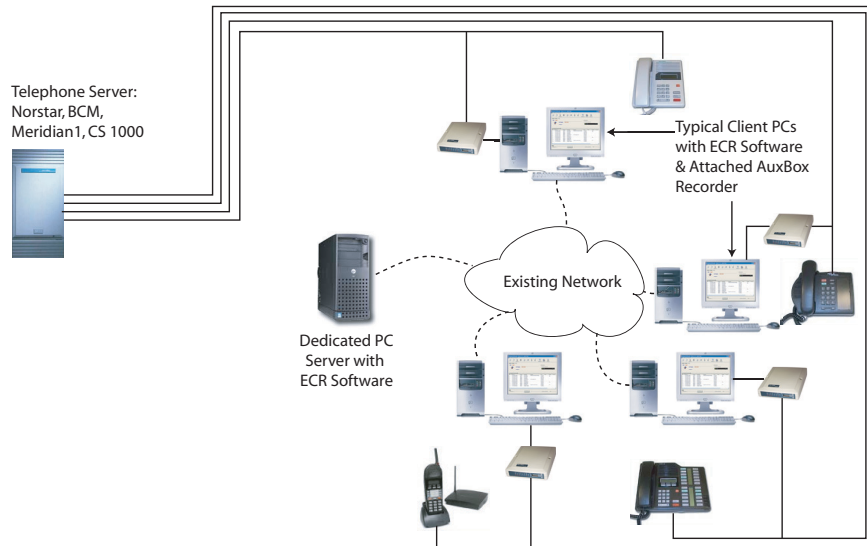 Telephone Server:
Norstar, BCM,
Meridian1, CS 1000
Typical Client PCs
with ECR Software
& Attached AuxBox
Recorder
Existing Network
Dedicated PC
Server with
ECR Software